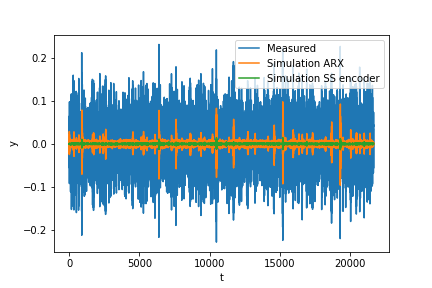 Measured
Simulation ARX
Simulation SS encoder
0.2
0.1
0.0
−0.1
−0.2
y
0
5000
10000
15000
20000
t